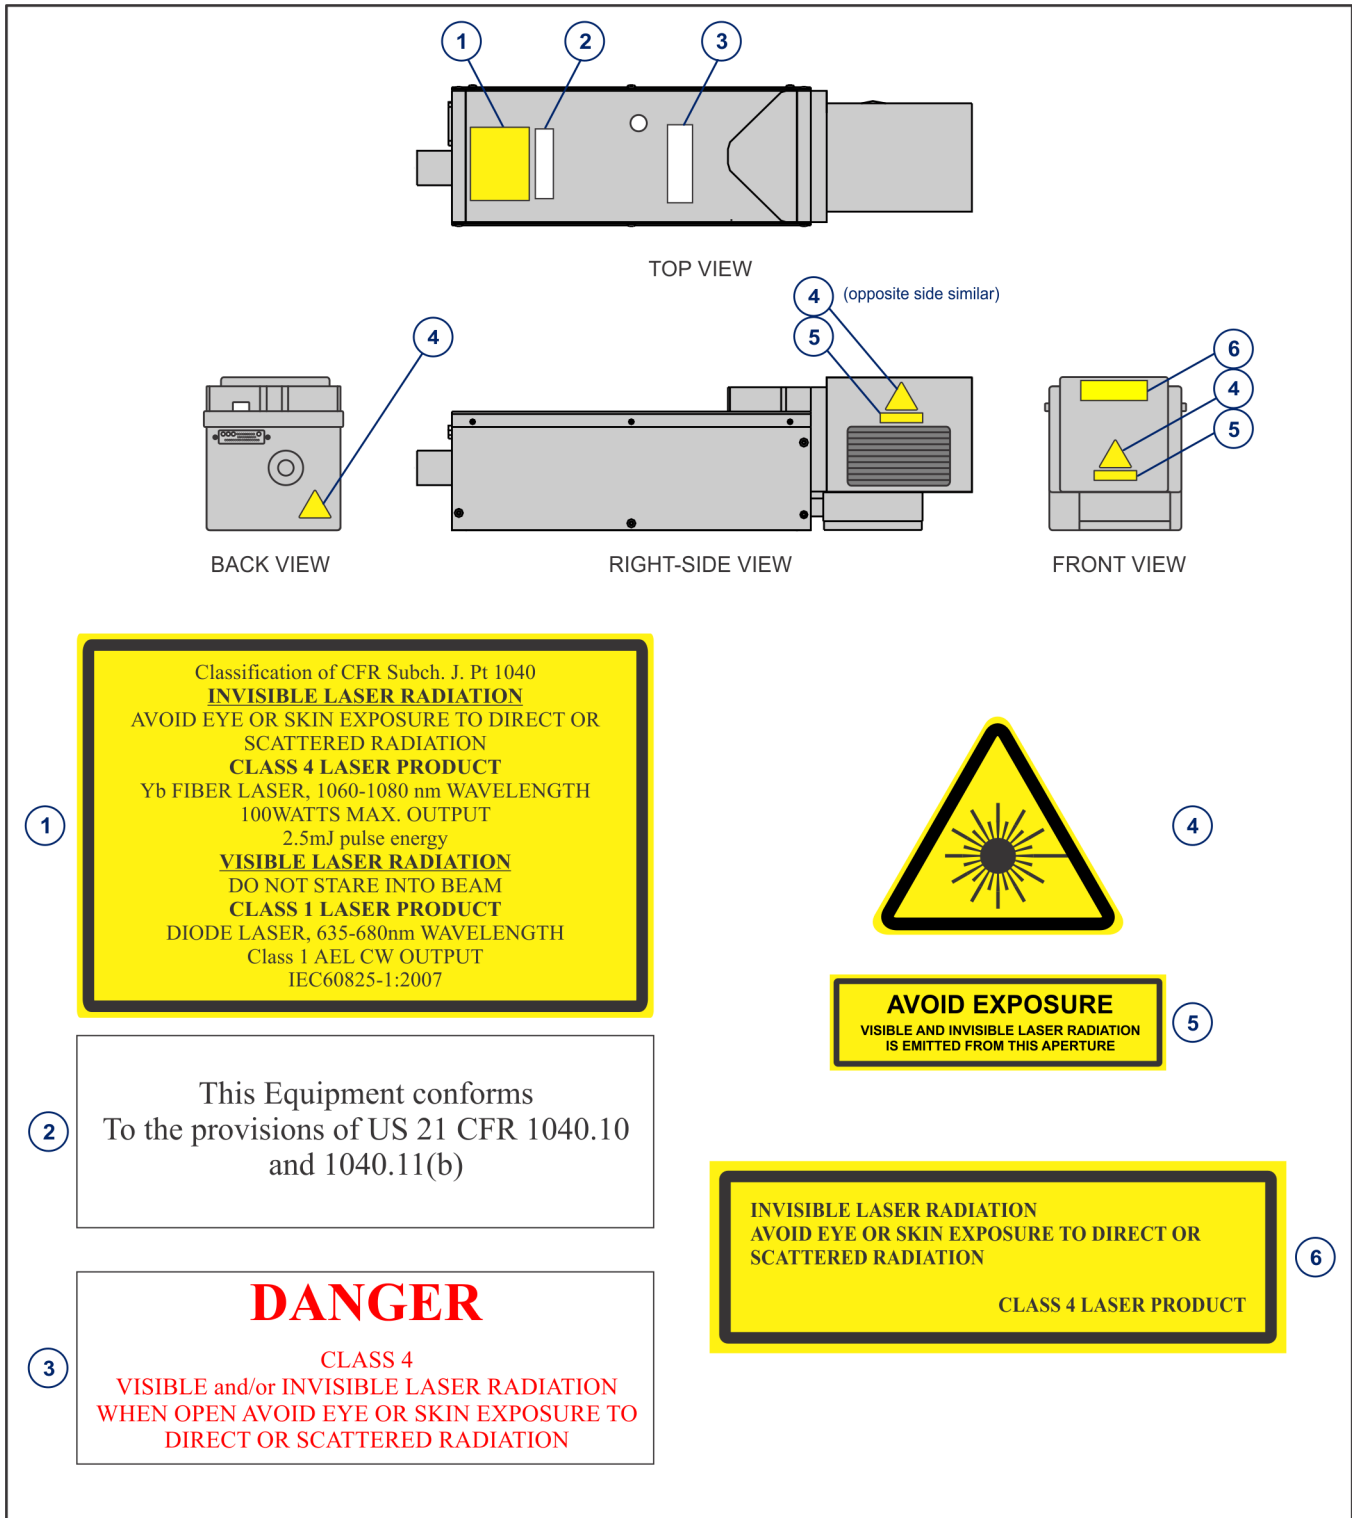 1 2 3
TOP VIEW
4 (opposite side similar)
5
4
6
4
5
BACK VIEW
RIGHT-SIDE VIEW
FRONT VIEW
1
Classification of CFR Subch. J. Pt 1040
INVISIBLE LASER RADIATION
AVOID EYE OR SKIN EXPOSURE TO DIRECT OR
SCATTERED RADIATION
CLASS 4 LASER PRODUCT
Yb FIBER LASER, 1060-1080 nm WAVELENGTH
100WATTS MAX. OUTPUT
2.5mJ pulse energy
VISIBLE LASER RADIATION
DO NOT STARE INTO BEAM
CLASS 1 LASER PRODUCT
DIODE LASER, 635-680nm WAVELENGTH
Class 1 AEL CW OUTPUT
IEC60825-1:2007
2
This Equipment conforms
To the provisions of US 21 CFR 1040.10
and 1040.11(b)
3
DANGER
CLASS 4
VISIBLE and/or INVISIBLE LASER RADIATION
WHEN OPEN AVOID EYE OR SKIN EXPOSURE TO
DIRECT OR SCATTERED RADIATION
4
AVOID EXPOSURE
VISIBLE AND INVISIBLE LASER RADIATION
IS EMITTED FROM THIS APERTURE
5
INVISIBLE LASER RADIATION
AVOID EYE OR SKIN EXPOSURE TO DIRECT OR
SCATTERED RADIATION
CLASS 4 LASER PRODUCT
6